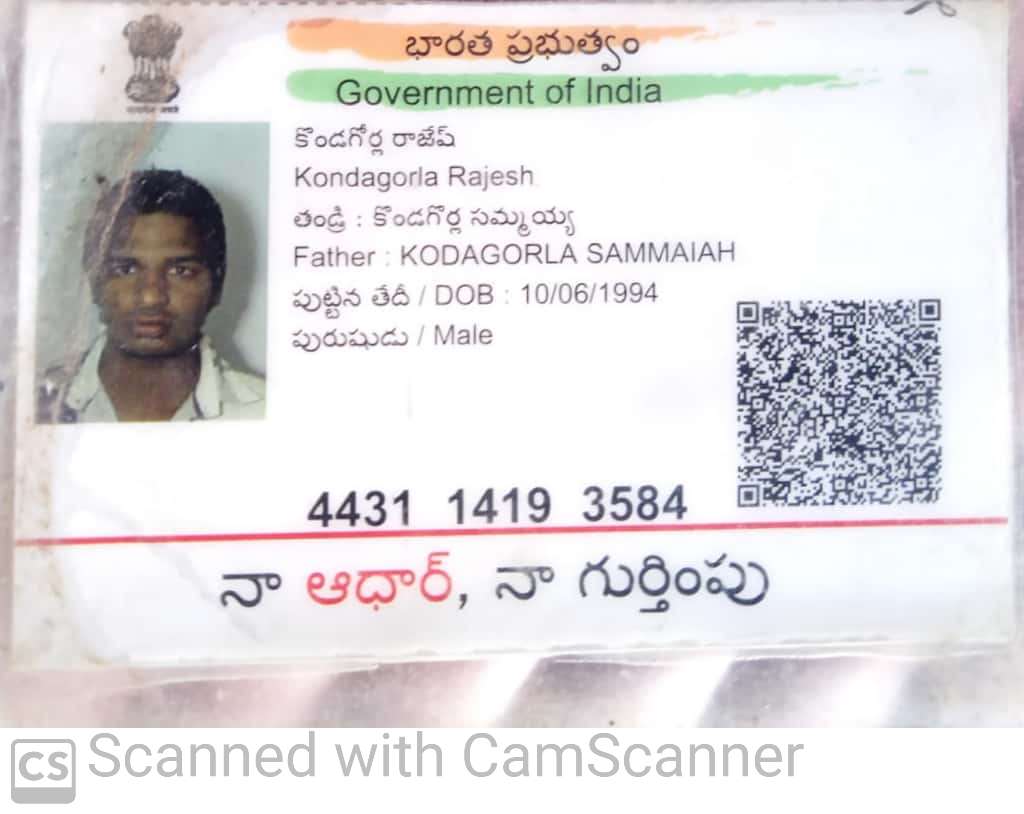 భారత ప్రభుత్వం
Government of India
కొండగోర్ల రాజేష్
Kondagorla Rajesh
తండ్రి : కొండగొర్ల సమ్మయ్య
Father : KODAGORLA SAMMAIAH
పుట్టిన తేదీ / DOB : 10/06/1994
పురుషుడు / Male
4431 1419 3584
నా ఆధార్, నా గుర్తింపు
CS Scanned with CamScanner